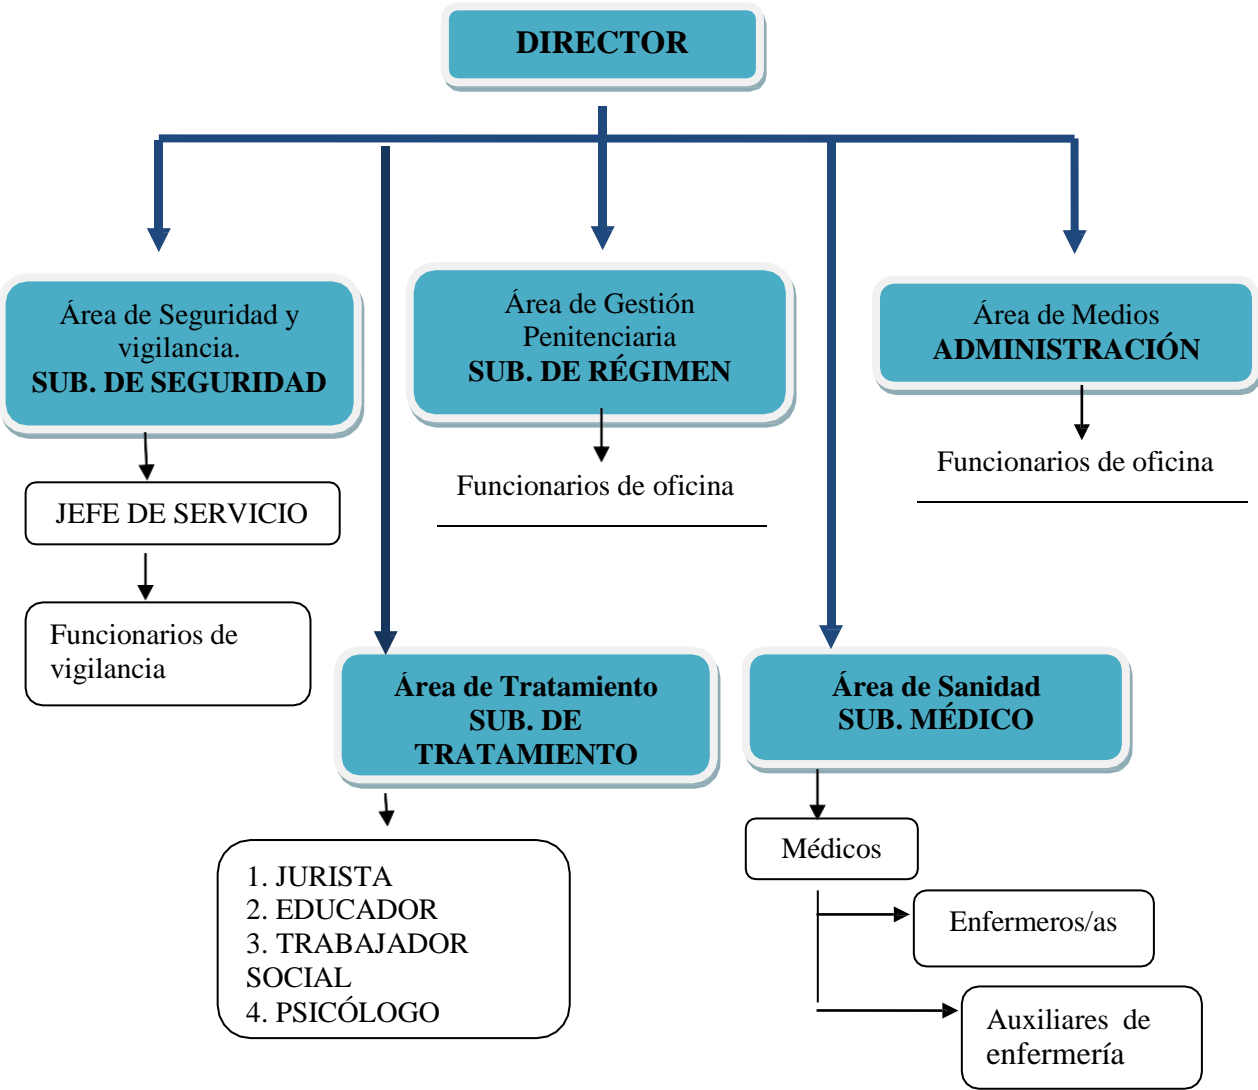 DIRECTOR
Área de Seguridad y
vigilancia.
SUB. DE SEGURIDAD
Área de Gestión
Penitenciaria
SUB. DE RÉGIMEN
Área de Medios
ADMINISTRACIÓN
JEFE DE SERVICIO
Funcionarios de oficina
Funcionarios de oficina
Funcionarios de
vigilancia
Área de Tratamiento
SUB. DE
TRATAMIENTO
Área de Sanidad
SUB. MÉDICO
1. JURISTA
2. EDUCADOR
3. TRABAJADOR
SOCIAL
4. PSICÓLOGO
Médicos
Enfermeros/as
Auxiliares de
enfermería